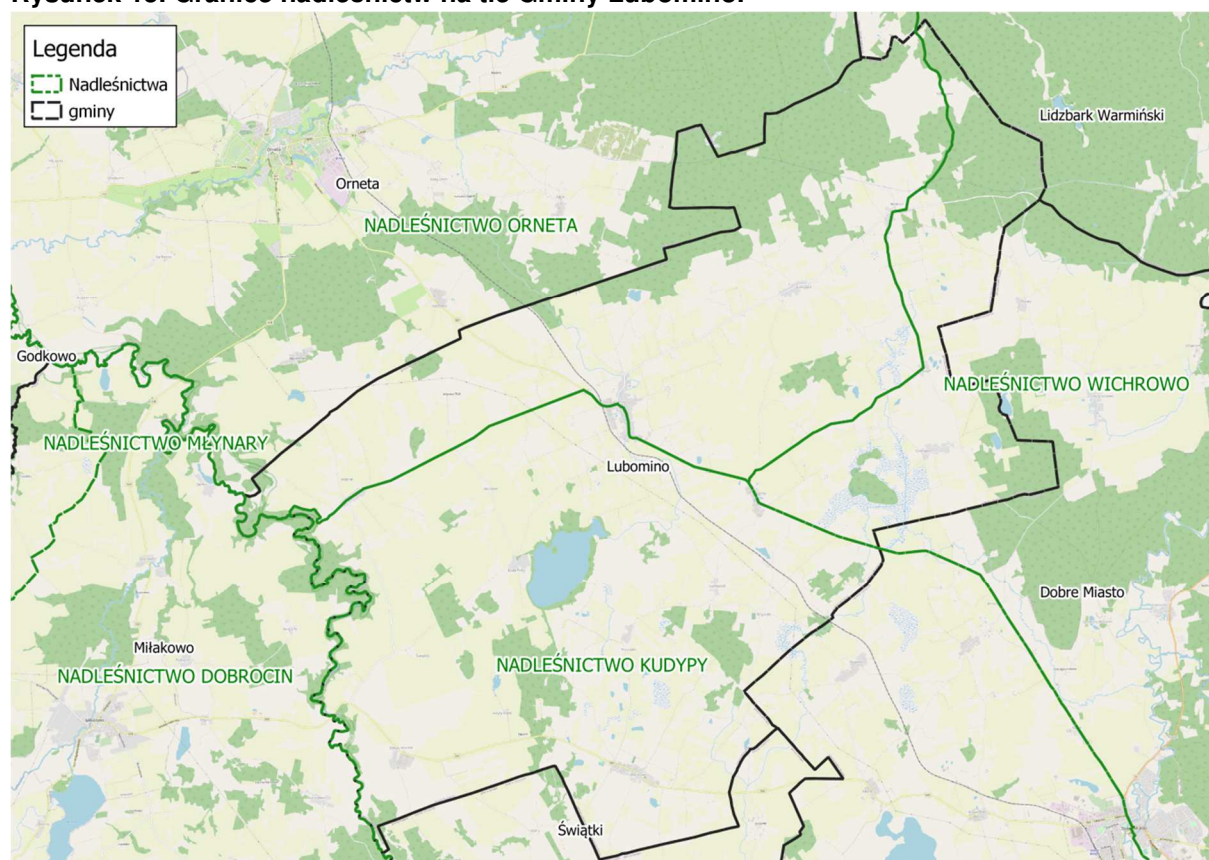 Rysunek 15. Granice nadleśnictw na tle Gminy Lubomino.
Legenda
Nadleśnictwa
gminy
Lidzbark Warmiński
Orneta
NADLEŚNICTWO ORNETA
Godkowo
NADLEŚNICTWO WICHROWO
NADLEŚNICTWO MŁYNARY
Lubomino
Dobre Miasto
Miłakowo
NADLEŚNICTWO KUDYPY
NADLEŚNICTWO DOBROCIN
Świątki